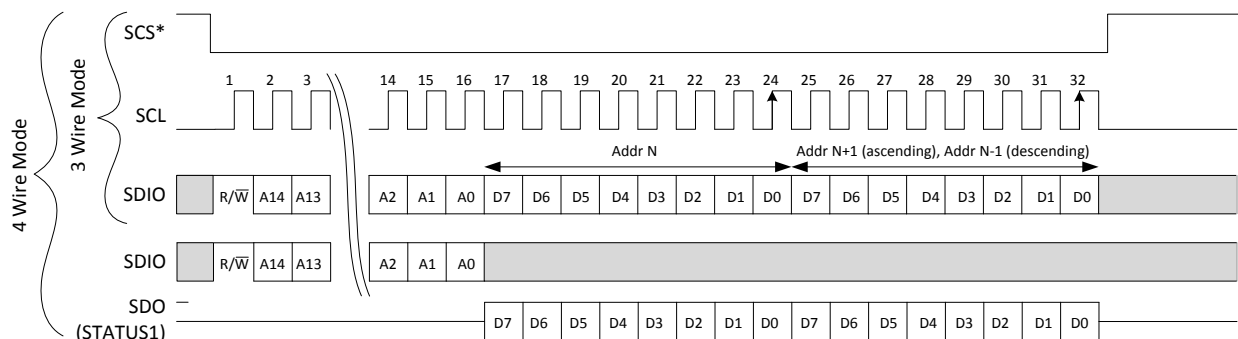 4 Wire Mode
3 Wire Mode
SCS*
1 2 3 14 15 16 17 18 19 20 21 22 23 24 25 26 27 28 29 30 31 32
SCL
Addr N Addr N+1 (ascending), Addr N-1 (descending)
SDIO R/W̅ A14 A13 A2 A1 A0 D7 D6 D5 D4 D3 D2 D1 D0 D7 D6 D5 D4 D3 D2 D1 D0
SDIO R/W̅ A14 A13 A2 A1 A0
SDO D7 D6 D5 D4 D3 D2 D1 D0 D7 D6 D5 D4 D3 D2 D1 D0
(STATUS1)